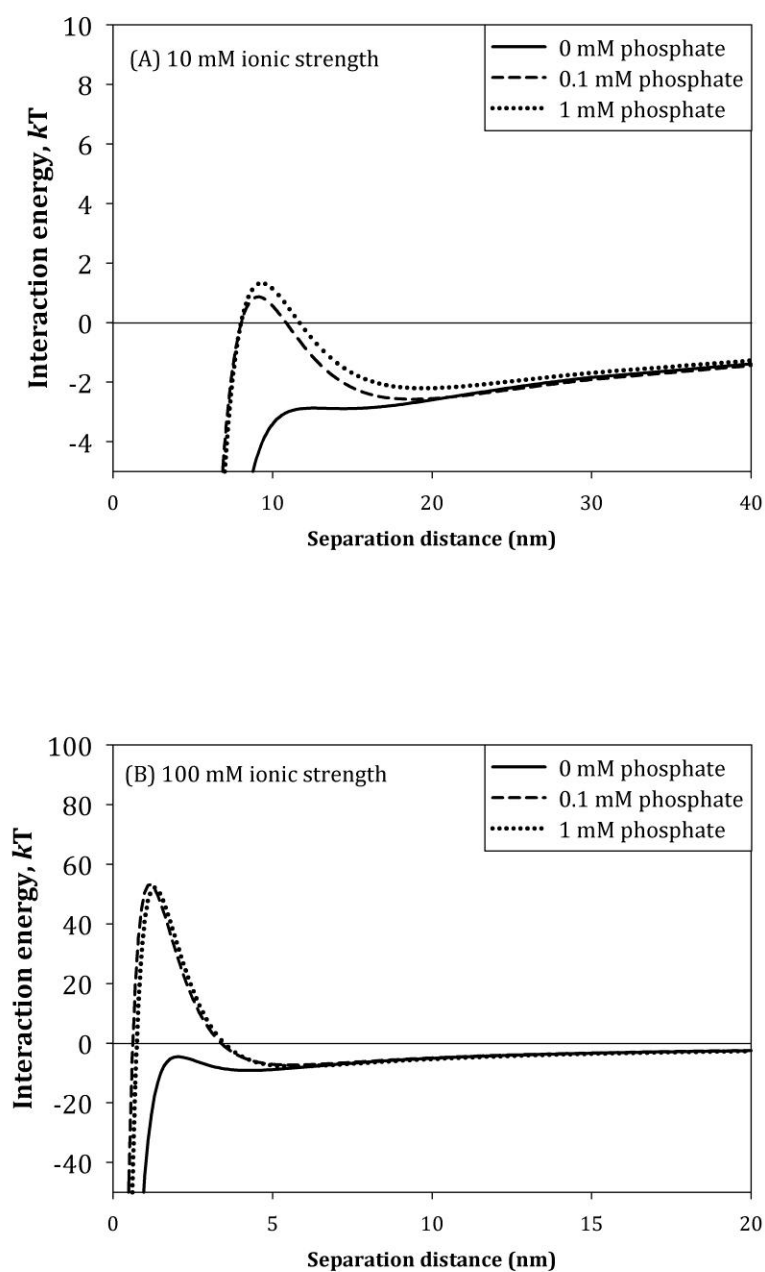 (A) 10 mM ionic strength
0 mM phosphate
0.1 mM phosphate
1 mM phosphate
10
8
6
4
2
0
-2
-4
Interaction energy, kT
0
10
20
30
40
Separation distance (nm)
(B) 100 mM ionic strength
0 mM phosphate
0.1 mM phosphate
1 mM phosphate
100
80
60
40
20
0
-20
-40
Interaction energy, kT
0
5
10
15
20
Separation distance (nm)